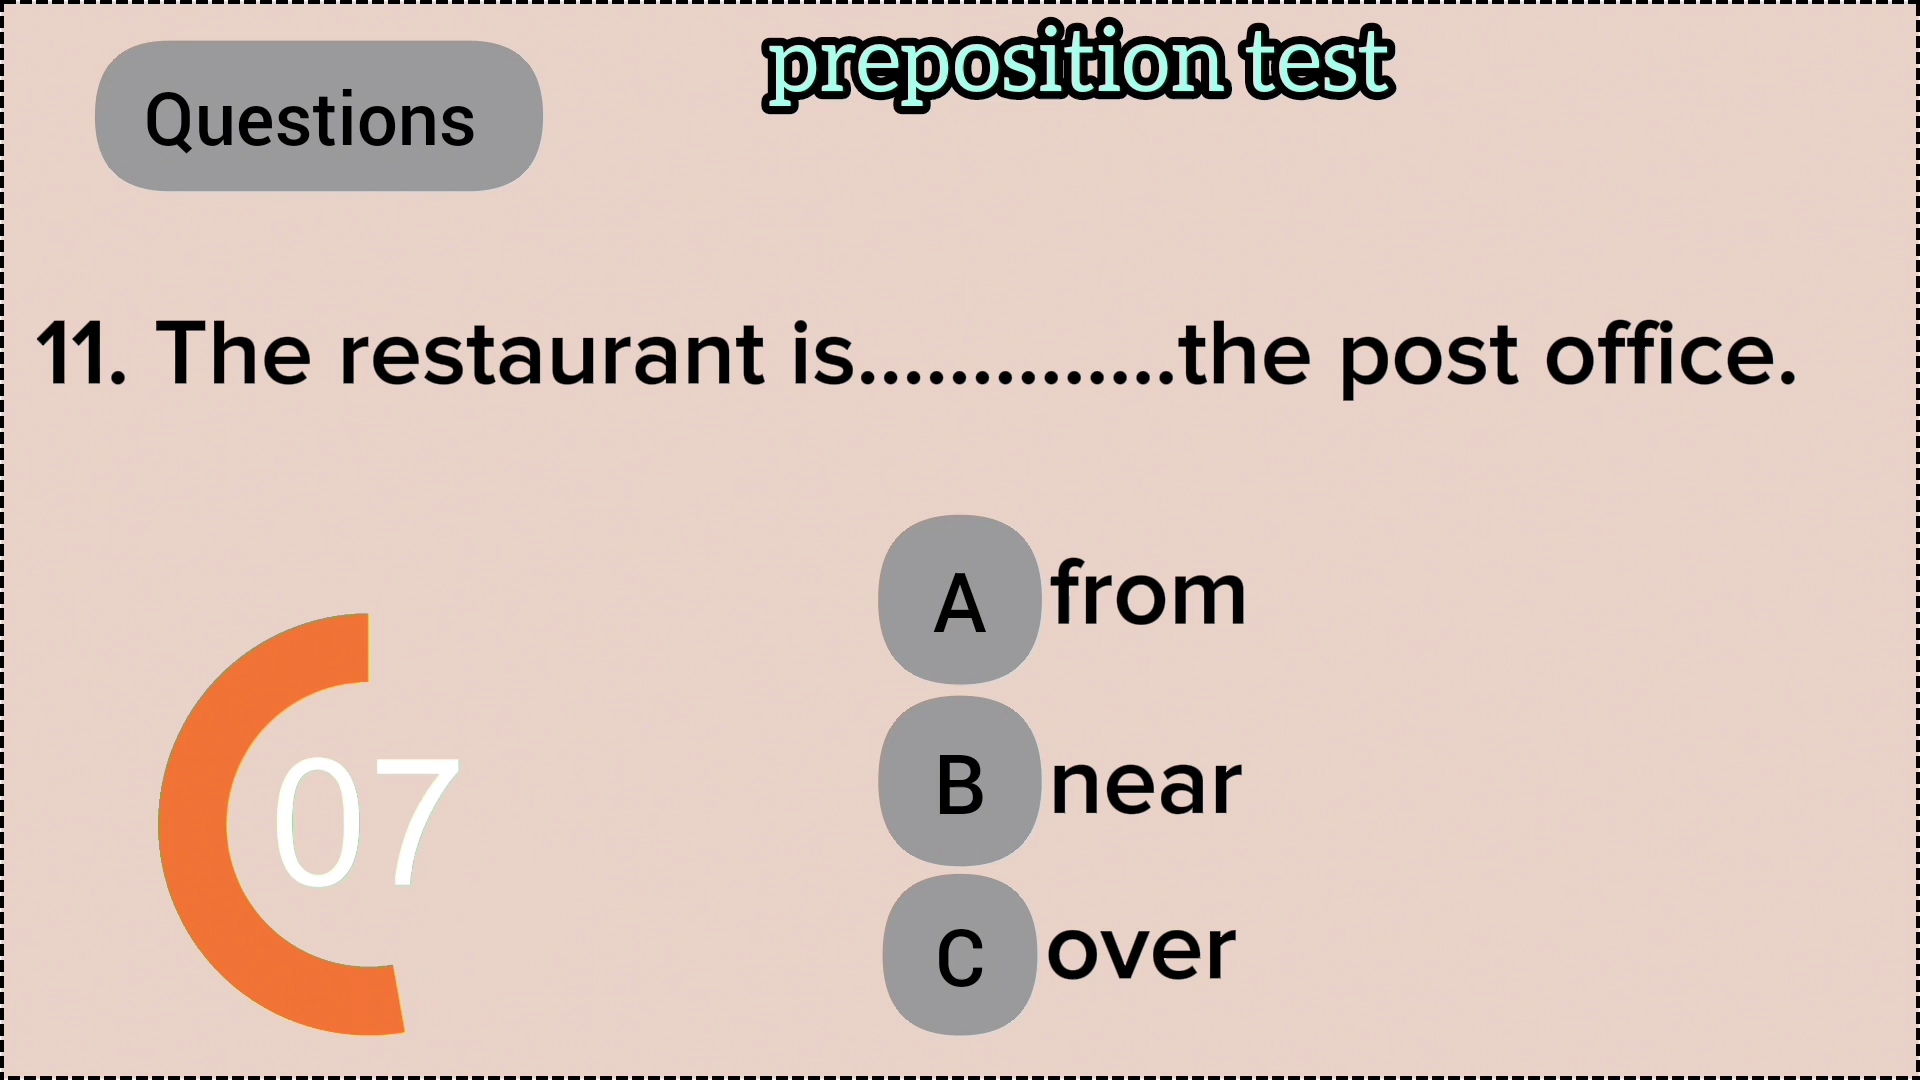 preposition test
Questions
11. The restaurant is..............the post office.
A from
07
B near
C over